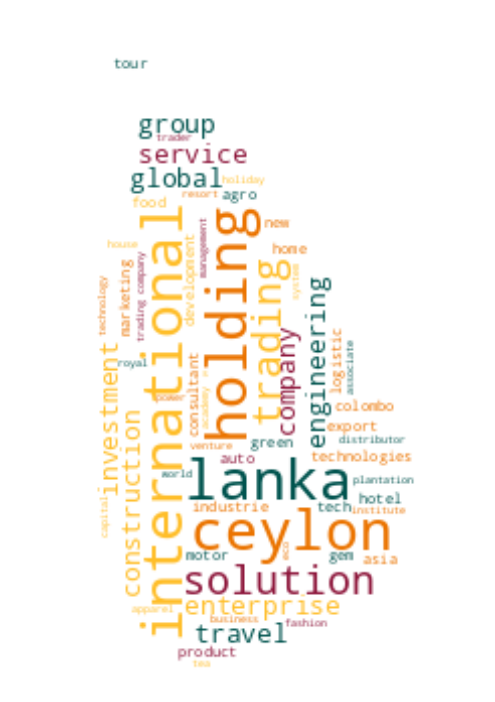 tour
group
trader
service
global
holiday
resort
agro
food
international
holding
new
management
house
home
development
trading company
marketing
trading
system
technology
engineering
company
logistic
associate
royal
investment
consultant
academy
power
colombo
construction
export
green
distributor
venture
auto
technologies
world
lanka
plantation
hotel
capital
industrie
tech
institute
ceylon
motor
eco
gem
asia
solution
apparel
enterprise
business
fashion
travel
product
tea